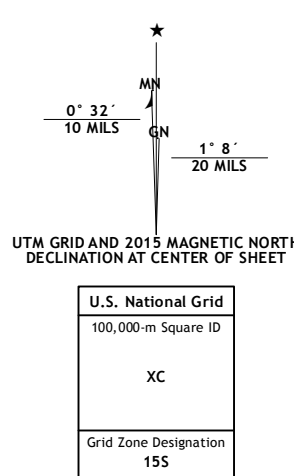 MN
0° 32´
10 MILS
GN
1° 8´
20 MILS
UTM GRID AND 2015 MAGNETIC NORTH
DECLINATION AT CENTER OF SHEET
U.S. National Grid
100,000-m Square ID
XC
Grid Zone Designation
15S